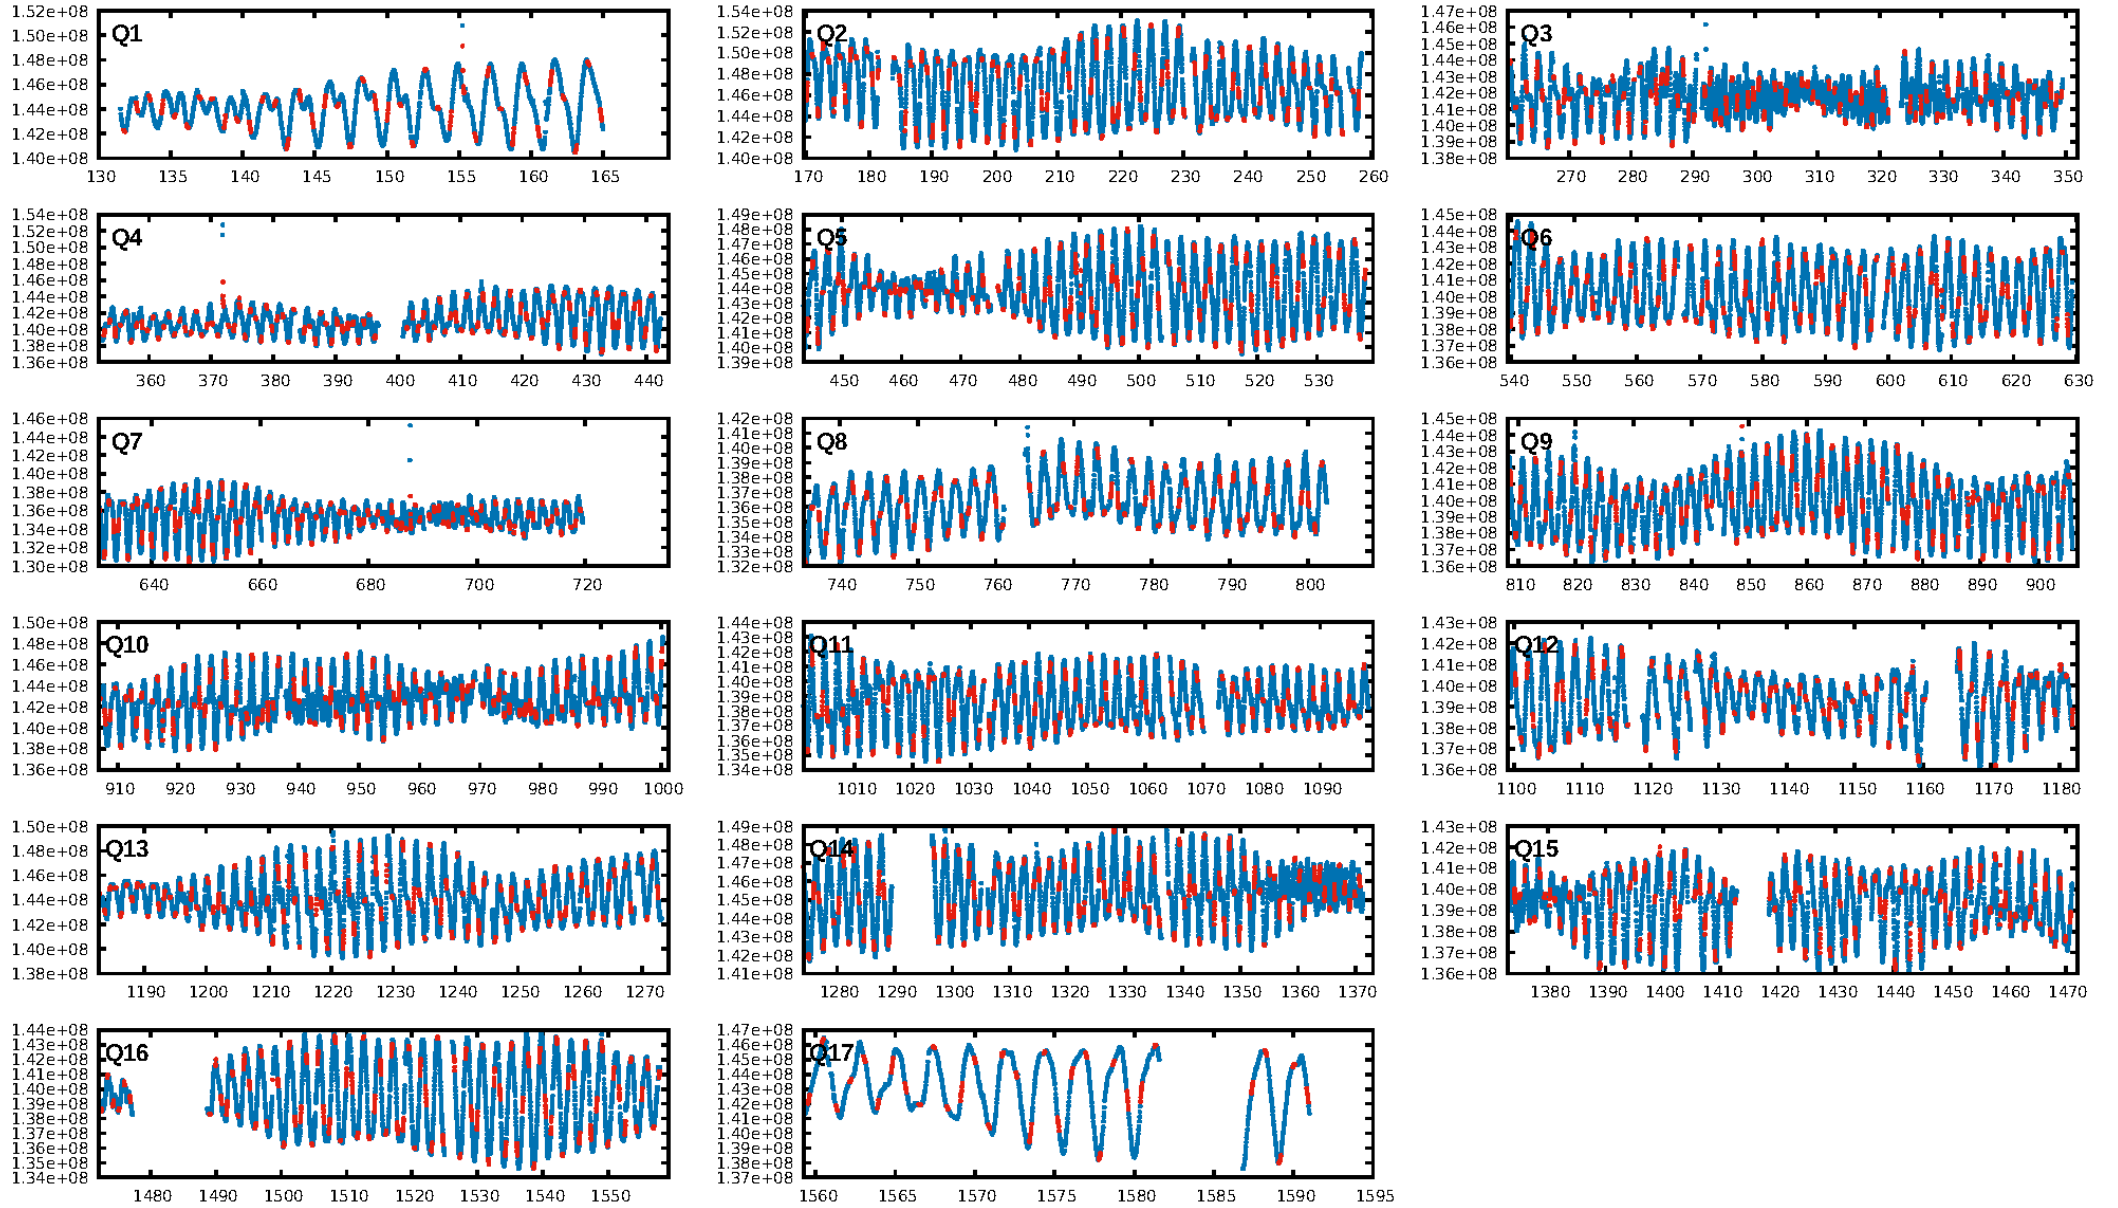 1.52e+08 1.50e+08 1.48e+08 1.46e+08 1.44e+08 1.42e+08 1.40e+08
Q1
130 135 140 145 150 155 160 165
1.54e+08 1.52e+08 1.50e+08 1.48e+08 1.46e+08 1.44e+08 1.42e+08 1.40e+08
Q2
170 180 190 200 210 220 230 240 250 260
1.47e+08 1.46e+08 1.45e+08 1.44e+08 1.43e+08 1.42e+08 1.41e+08 1.40e+08 1.39e+08 1.38e+08
Q3
270 280 290 300 310 320 330 340 350
1.54e+08 1.52e+08 1.50e+08 1.48e+08 1.46e+08 1.44e+08 1.42e+08 1.40e+08 1.38e+08 1.36e+08
Q4
360 370 380 390 400 410 420 430 440
1.49e+08 1.48e+08 1.47e+08 1.46e+08 1.45e+08 1.44e+08 1.43e+08 1.42e+08 1.41e+08 1.40e+08 1.39e+08
Q5
450 460 470 480 490 500 510 520 530
1.45e+08 1.44e+08 1.43e+08 1.42e+08 1.41e+08 1.40e+08 1.39e+08 1.38e+08 1.37e+08 1.36e+08
Q6
540 550 560 570 580 590 600 610 620 630
1.46e+08 1.44e+08 1.42e+08 1.40e+08 1.38e+08 1.36e+08 1.34e+08 1.32e+08 1.30e+08
Q7
640 660 680 700 720
1.42e+08 1.41e+08 1.40e+08 1.39e+08 1.38e+08 1.37e+08 1.36e+08 1.35e+08 1.34e+08 1.33e+08 1.32e+08
Q8
740 750 760 770 780 790 800
1.45e+08 1.44e+08 1.43e+08 1.42e+08 1.41e+08 1.40e+08 1.39e+08 1.38e+08 1.37e+08 1.36e+08
Q9
810 820 830 840 850 860 870 880 890 900
1.50e+08 1.48e+08 1.46e+08 1.44e+08 1.42e+08 1.40e+08 1.38e+08 1.36e+08
Q10
910 920 930 940 950 960 970 980 990 1000
1.44e+08 1.43e+08 1.42e+08 1.41e+08 1.40e+08 1.39e+08 1.38e+08 1.37e+08 1.36e+08 1.35e+08 1.34e+08
Q11
1010 1020 1030 1040 1050 1060 1070 1080 1090
1.43e+08 1.42e+08 1.41e+08 1.40e+08 1.39e+08 1.38e+08 1.37e+08 1.36e+08
Q12
1100 1110 1120 1130 1140 1150 1160 1170 1180
1.50e+08 1.48e+08 1.46e+08 1.44e+08 1.42e+08 1.40e+08 1.38e+08
Q13
1190 1200 1210 1220 1230 1240 1250 1260 1270
1.49e+08 1.48e+08 1.47e+08 1.46e+08 1.45e+08 1.44e+08 1.43e+08 1.42e+08 1.41e+08
Q14
1280 1290 1300 1310 1320 1330 1340 1350 1360 1370
1.43e+08 1.42e+08 1.41e+08 1.40e+08 1.39e+08 1.38e+08 1.37e+08 1.36e+08
Q15
1380 1390 1400 1410 1420 1430 1440 1450 1460 1470
1.44e+08 1.43e+08 1.42e+08 1.41e+08 1.40e+08 1.39e+08 1.38e+08 1.37e+08 1.36e+08 1.35e+08 1.34e+08
Q16
1480 1490 1500 1510 1520 1530 1540 1550
1.47e+08 1.46e+08 1.45e+08 1.44e+08 1.43e+08 1.42e+08 1.41e+08 1.40e+08 1.39e+08 1.38e+08 1.37e+08
Q17
1560 1565 1570 1575 1580 1585 1590 1595